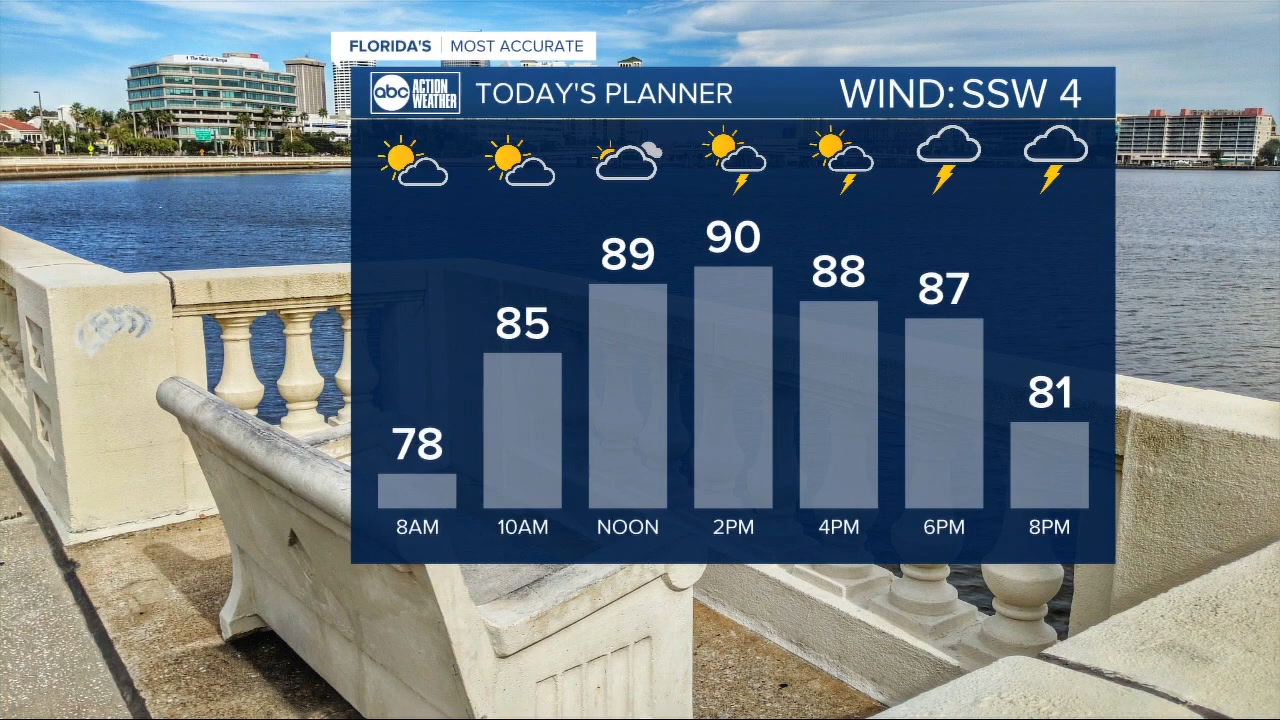 FLORIDA'S MOST ACCURATE
abc ACTION WEATHER TODAY'S PLANNER WIND: SSW 4
78 85 89 90 88 87 81
8AM 10AM NOON 2PM 4PM 6PM 8PM